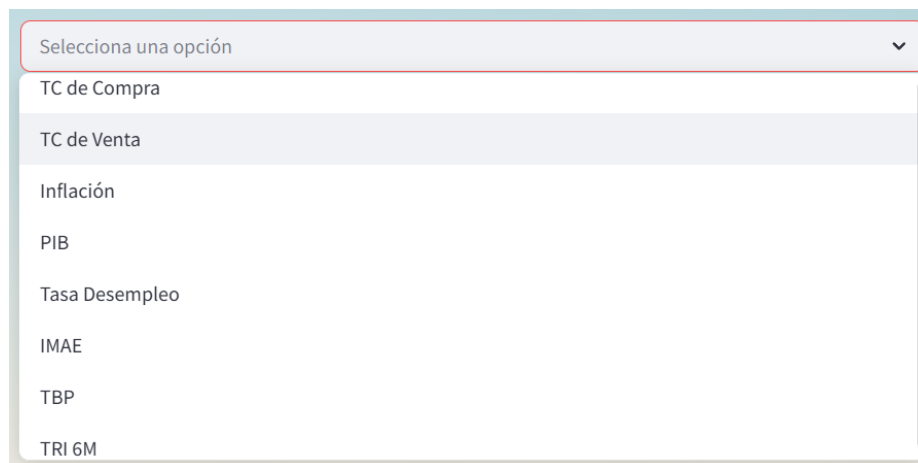 Selecciona una opción
TC de Compra
TC de Venta
Inflación
PIB
Tasa Desempleo
IMAE
TBP
TRI 6M